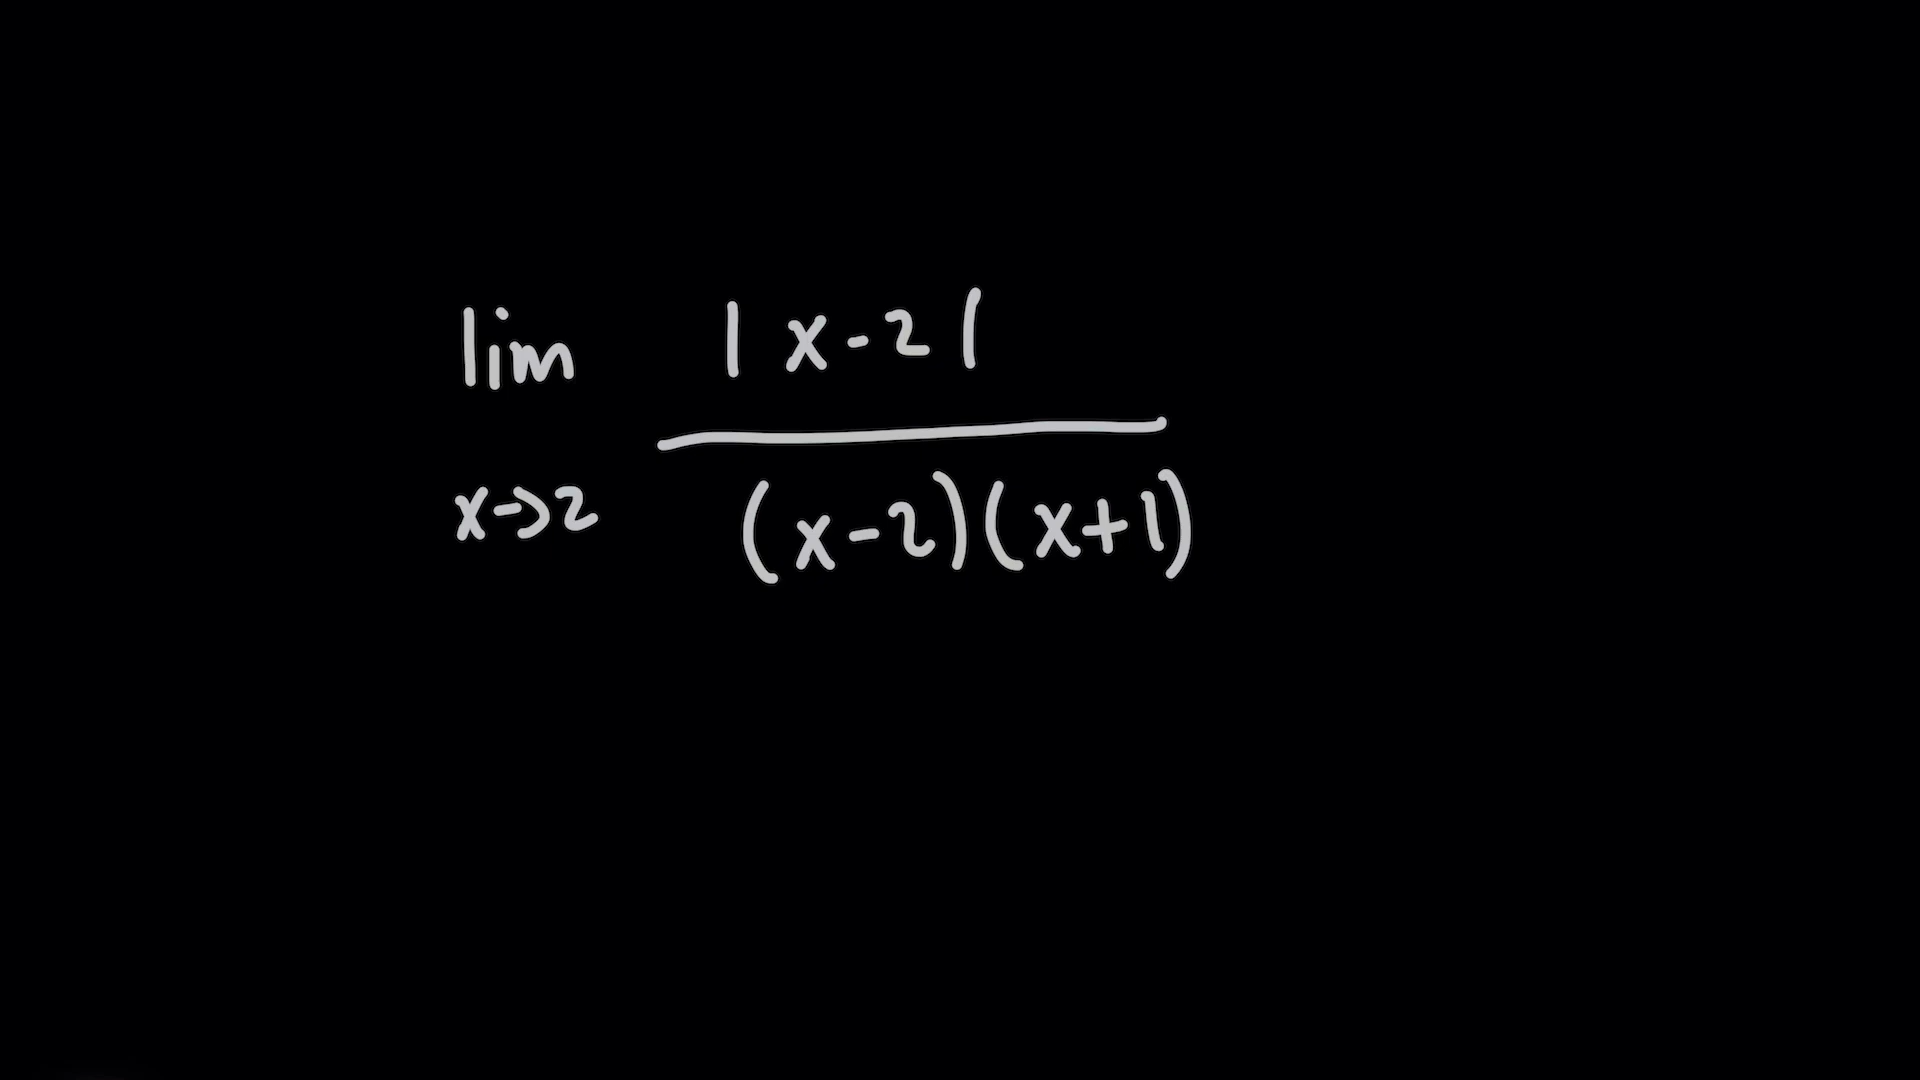 lim |x-2|
x→2 (x-2)(x+1)